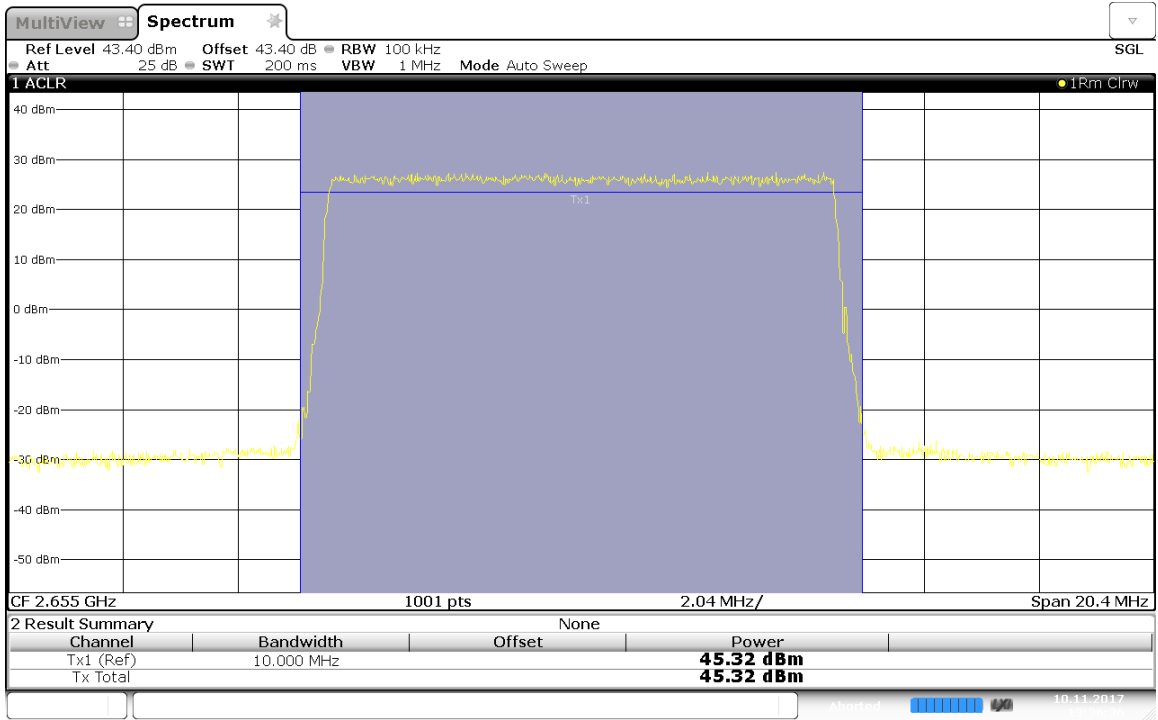 MultiView Spectrum
Ref Level 43.40 dBm Offset 43.40 dB RBW 100 kHz SGL
Att 25 dB SWT 200 ms VBW 1 MHz Mode Auto Sweep
1 ACLR 1Rm Clrw
40 dBm
30 dBm
Tx1
20 dBm
10 dBm
0 dBm
-10 dBm
-20 dBm
-30 dBm
-40 dBm
-50 dBm
CF 2.655 GHz 1001 pts 2.04 MHz/ Span 20.4 MHz
2 Result Summary None
Channel Bandwidth Offset Power
Tx1 (Ref) 10.000 MHz 45.32 dBm
Tx Total 45.32 dBm
Aborted 10.11.2017